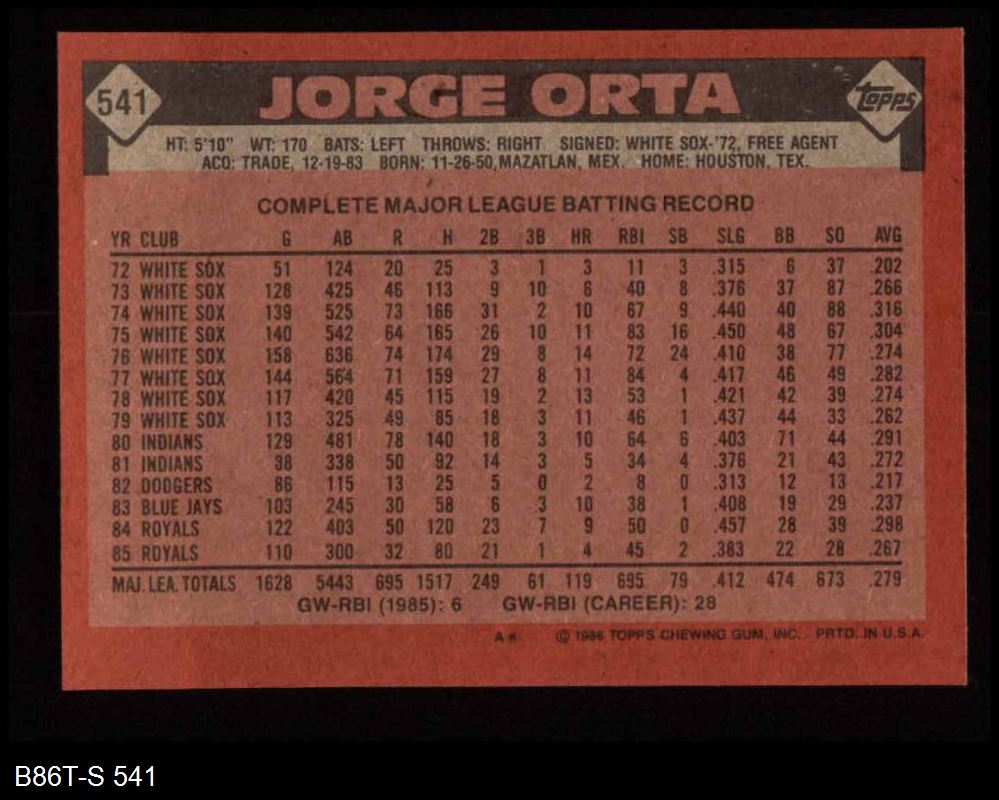 541 JORGE ORTA topps
HT: 5'10" WT: 170 BATS: LEFT THROWS: RIGHT SIGNED: WHITE SOX-'72, FREE AGENT
ACQ: TRADE, 12-19-83 BORN: 11-26-50, MAZATLAN, MEX. HOME: HOUSTON, TEX.
COMPLETE MAJOR LEAGUE BATTING RECORD
YR CLUB G AB R H 2B 3B HR RBI SB SLG BB SO AVG
72 WHITE SOX 51 124 20 25 3 1 3 11 3 .315 6 37 .202
73 WHITE SOX 128 425 46 113 9 10 6 40 8 .376 37 87 .266
74 WHITE SOX 139 525 73 166 31 2 10 67 9 .440 40 88 .316
75 WHITE SOX 140 542 64 165 26 10 11 83 16 .450 48 67 .304
76 WHITE SOX 158 636 74 174 29 8 14 72 24 .410 38 77 .274
77 WHITE SOX 144 564 71 159 27 8 11 84 4 .417 46 49 .282
78 WHITE SOX 117 420 45 115 19 2 13 53 1 .421 42 39 .274
79 WHITE SOX 113 325 49 85 18 3 11 46 1 .437 44 33 .262
80 INDIANS 129 481 78 140 18 3 10 64 6 .403 71 44 .291
81 INDIANS 88 338 50 92 14 3 5 34 4 .376 21 43 .272
82 DODGERS 86 115 13 25 5 0 2 8 0 .313 12 13 .217
83 BLUE JAYS 103 245 30 58 6 3 10 38 1 .408 19 29 .237
84 ROYALS 122 403 50 120 23 7 9 50 0 .457 28 39 .298
85 ROYALS 110 300 32 80 21 1 4 45 2 .383 22 28 .267
MAJ. LEA. TOTALS 1628 5443 695 1517 249 61 119 695 79 .412 474 673 .279
GW-RBI (1985): 6 GW-RBI (CAREER): 28
A* © 1986 TOPPS CHEWING GUM, INC. PRTD. IN U.S.A.
B86T-S 541